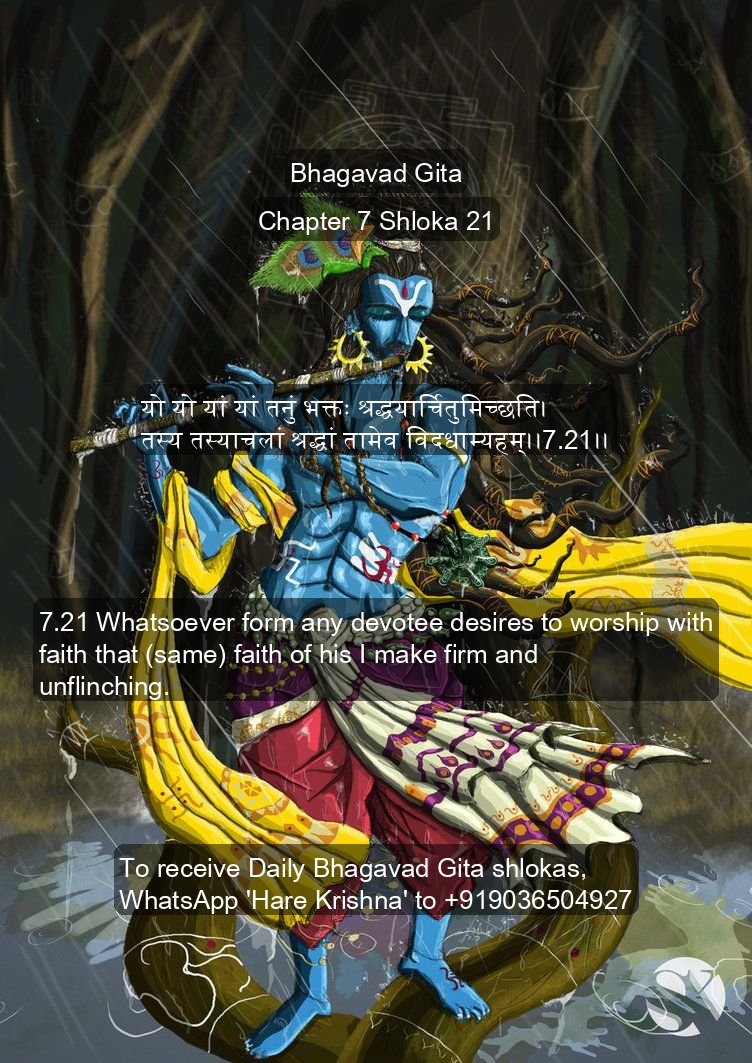 Bhagavad Gita
Chapter 7 Shloka 21
यो यो यां यां तनुं भक्तः श्रद्धयार्चितुमिच्छति।
तस्य तस्याचलां श्रद्धां तामेव विदधाम्यहम्।।7.21।।
7.21 Whatsoever form any devotee desires to worship with
faith that (same) faith of his I make firm and
unflinching.
To receive Daily Bhagavad Gita shlokas,
WhatsApp 'Hare Krishna' to +919036504927